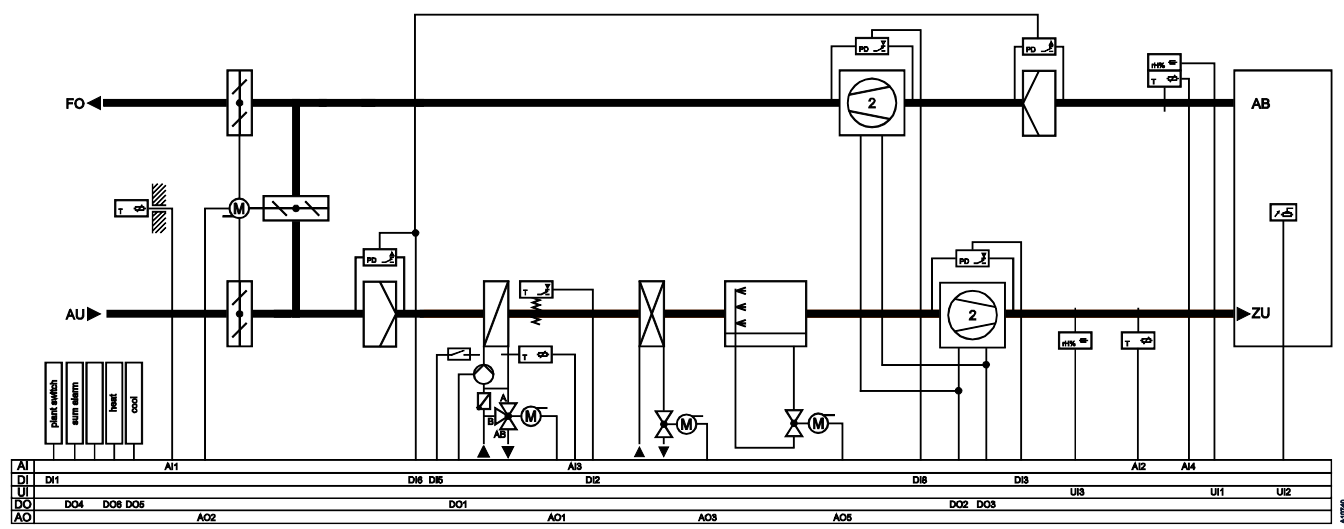 PD
PD
rH%
T
FO
2
AB
T
M
PD
PD
T
AU
2
ZU
rH%
T
T
plant switch
sum alarm
heat
cool
A
B
M
AB
M
M
AI AI1 AI3 AI2 AI4
DI DI1 DI6 DI5 DI2 DI8 DI3
UI UI3 UI1 UI2
DO DO4 DO6 DO5 DO1 DO2 DO3
AO AO2 AO1 AO3 AO5